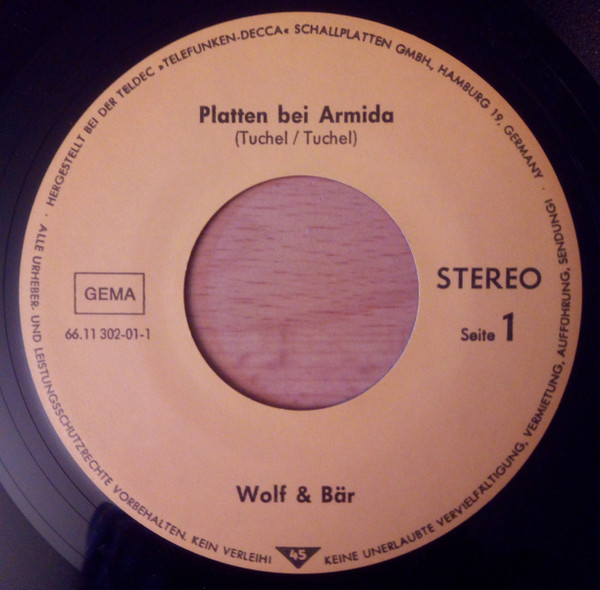 · HERGESTELLT BEI DER TELDEC »TELEFUNKEN-DECCA« SCHALLPLATTEN GMBH., HAMBURG 19, GERMANY ·
Platten bei Armida
(Tuchel / Tuchel)
GEMA
66.11 302-01-1
STEREO
Seite 1
Wolf & Bär
ALLE URHEBER- UND LEISTUNGSSCHUTZRECHTE VORBEHALTEN. KEIN VERLEIH!
45
KEINE UNERLAUBTE VERVIELFÄLTIGUNG, VERMIETUNG, AUFFÜHRUNG, SENDUNG!